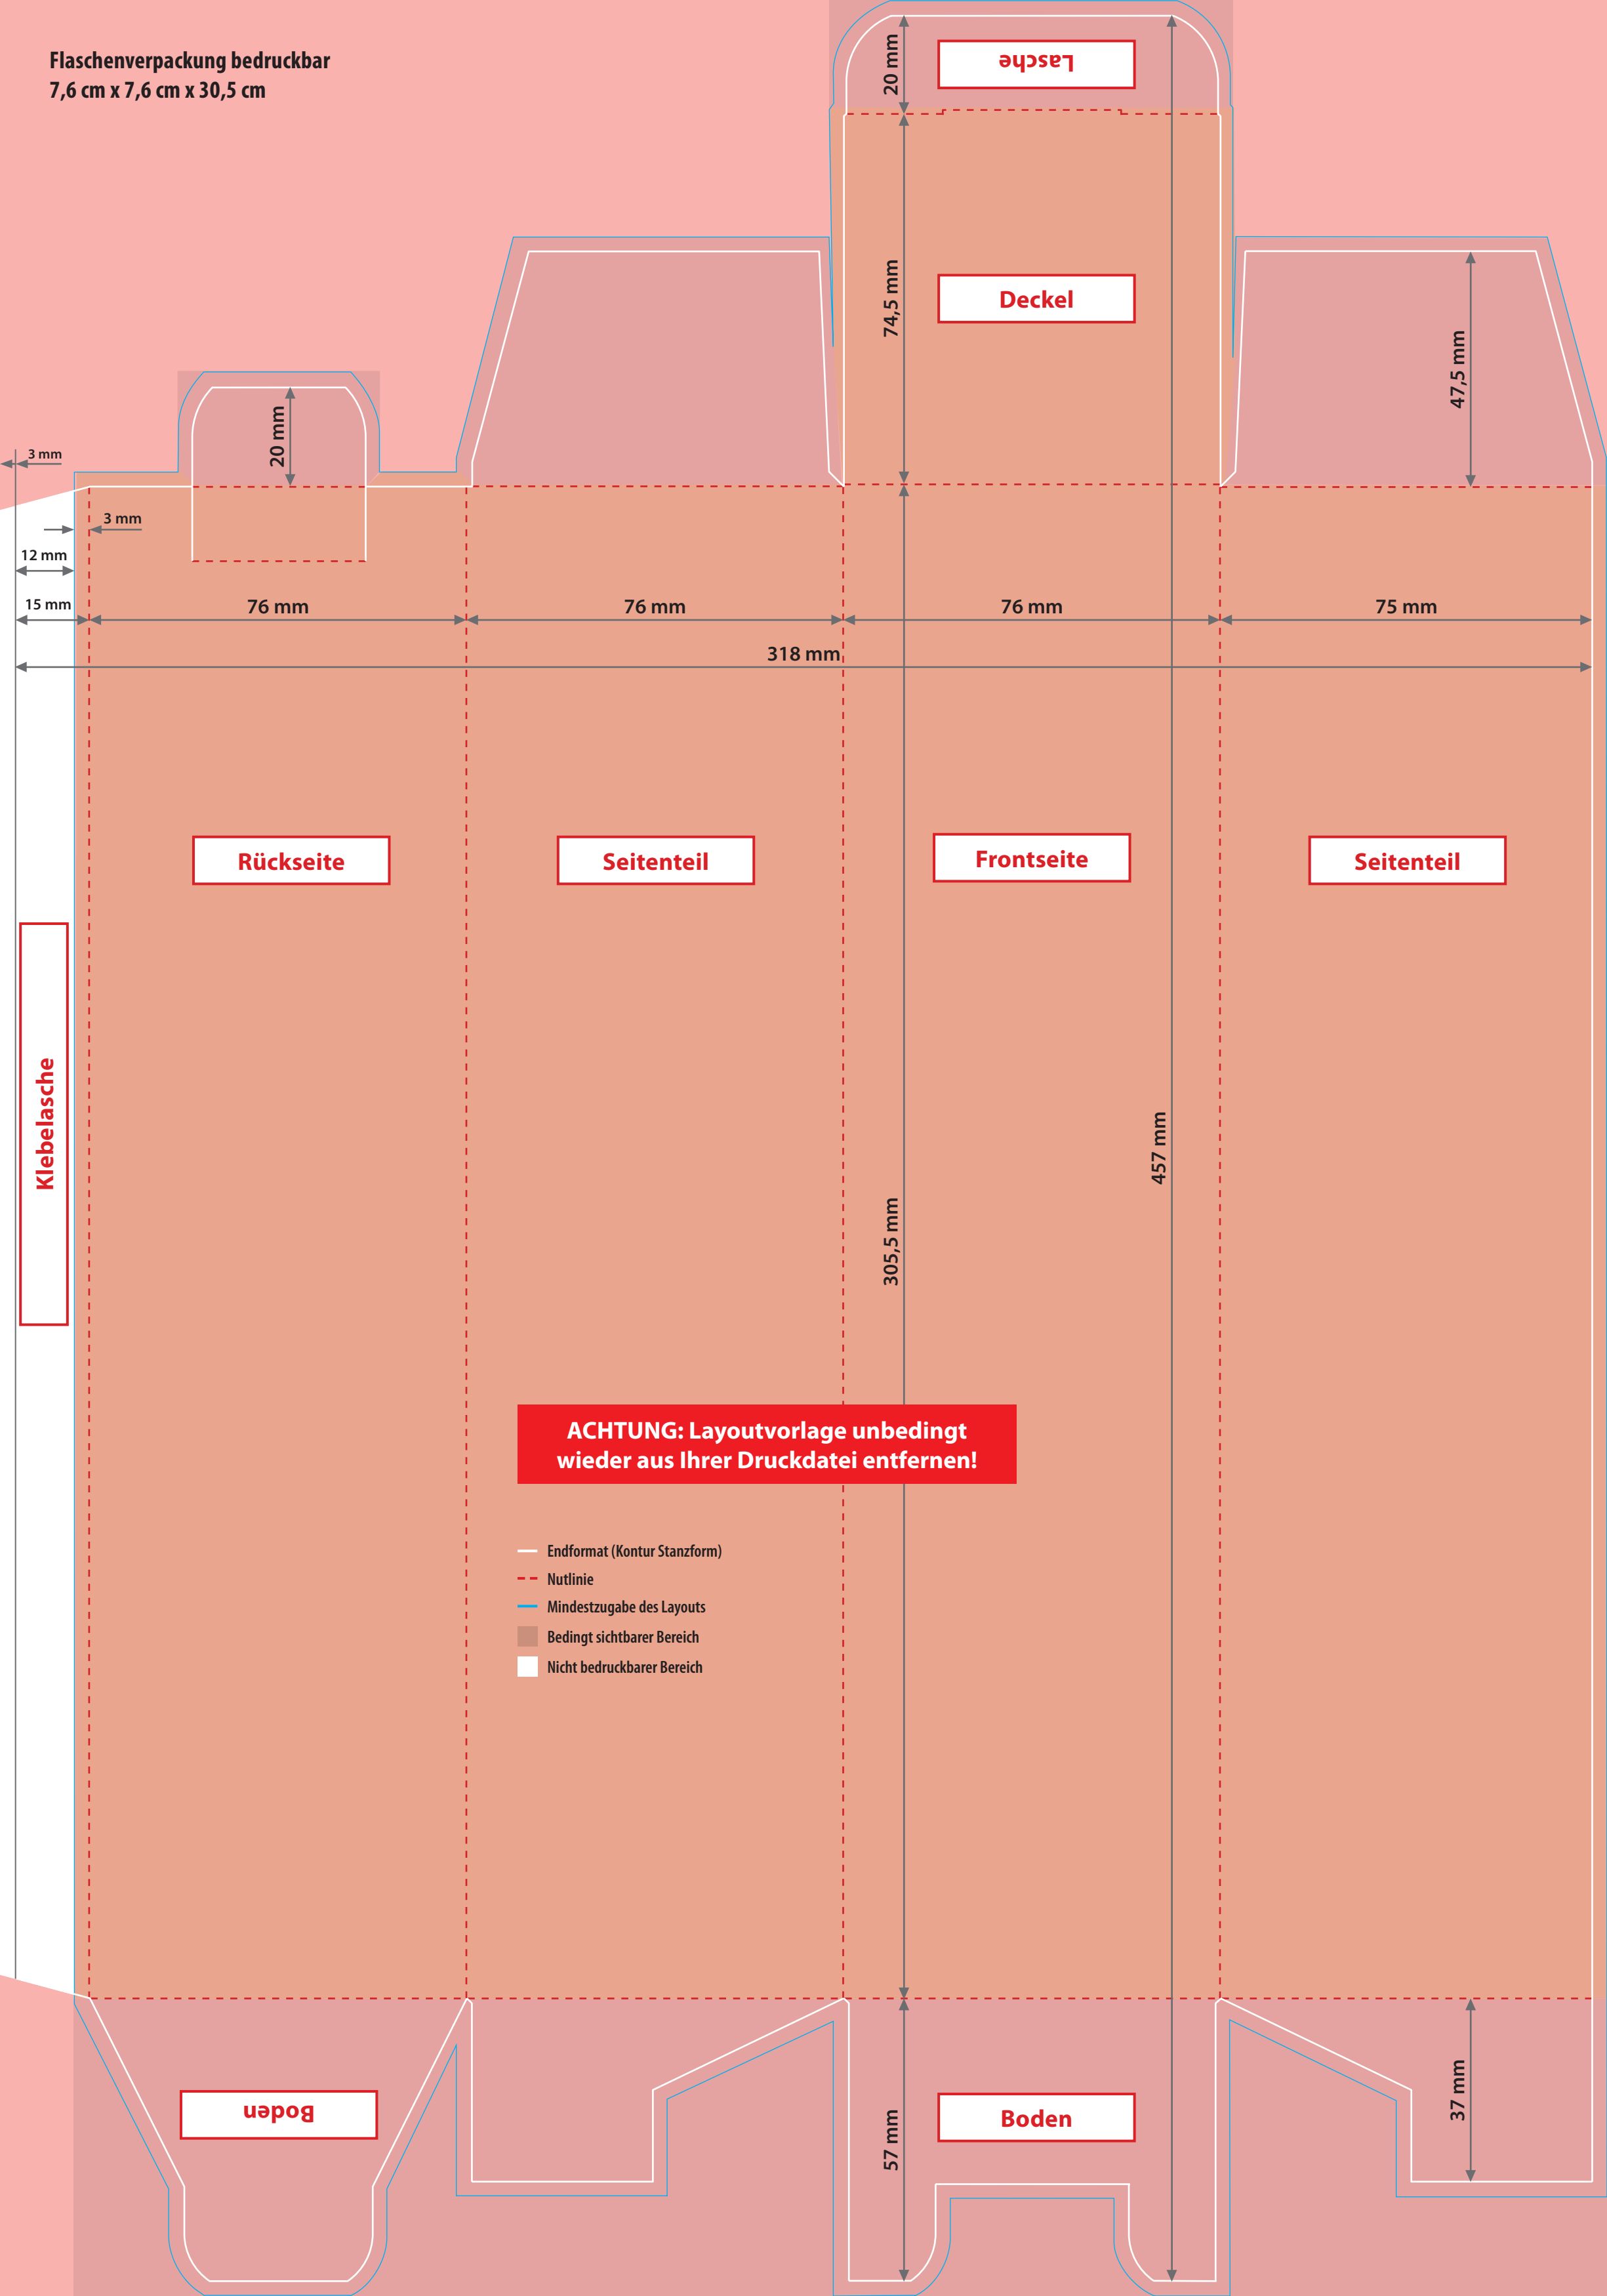 Flaschenverpackung bedruckbar
7,6 cm x 7,6 cm x 30,5 cm
20 mm
Lasche
74,5 mm
Deckel
47,5 mm
20 mm
3 mm
3 mm
12 mm
15 mm
76 mm
76 mm
76 mm
75 mm
318 mm
Rückseite
Seitenteil
Frontseite
Seitenteil
Klebelasche
457 mm
305,5 mm
ACHTUNG: Layoutvorlage unbedingt
wieder aus Ihrer Druckdatei entfernen!
Endformat (Kontur Stanzform)
Nutlinie
Mindestzugabe des Layouts
Bedingt sichtbarer Bereich
Nicht bedruckbarer Bereich
Boden
57 mm
Boden
37 mm